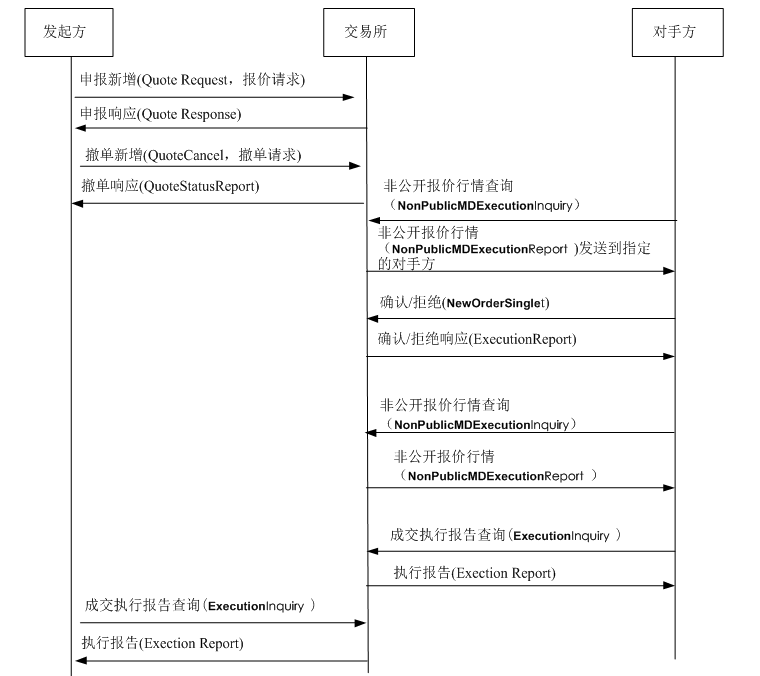 发起方
交易所
对手方
申报新增(Quote Request，报价请求)
申报响应(Quote Response)
撤单新增(QuoteCancel，撤单请求)
撤单响应(QuoteStatusReport)
非公开报价行情查询
（NonPublicMDExecutionInquiry）
非公开报价行情
（NonPublicMDExecutionReport )发送到指定
的对手方
确认/拒绝(NewOrderSinglet)
确认/拒绝响应(ExecutionReport)
非公开报价行情查询
（NonPublicMDExecutionInquiry）
非公开报价行情
（NonPublicMDExecutionReport ）
成交执行报告查询(ExecutionInquiry ）
执行报告(Exection Report)
成交执行报告查询(ExecutionInquiry ）
执行报告(Exection Report)